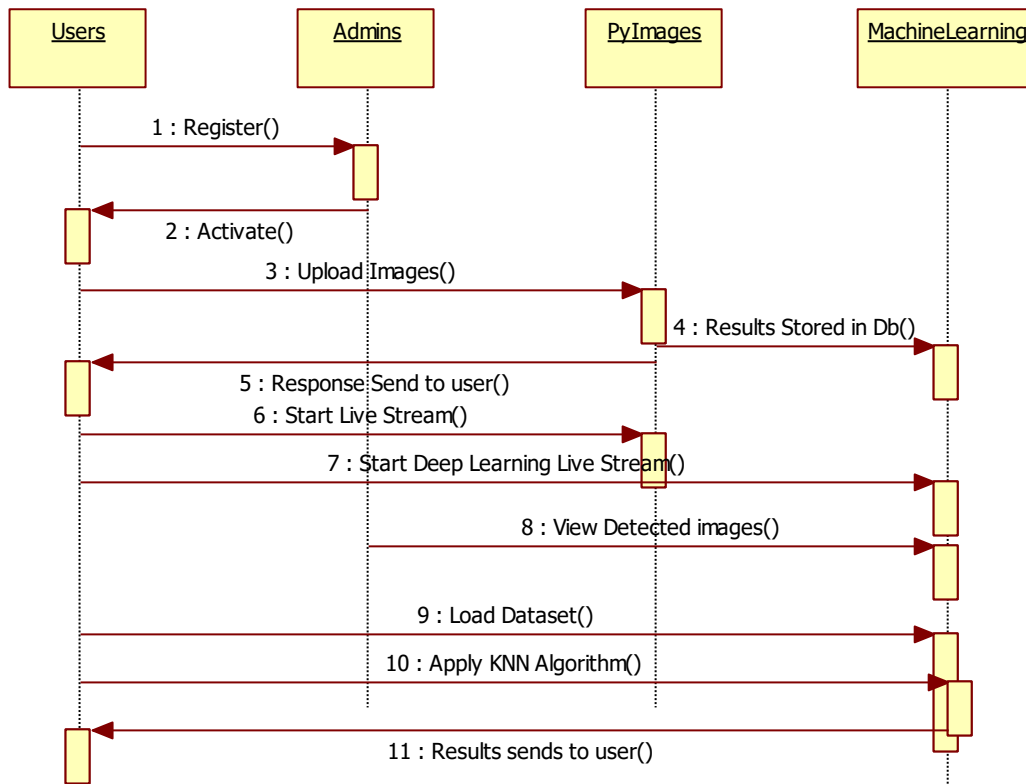 Users
Admins
PyImages
MachineLearning
1 : Register()
2 : Activate()
3 : Upload Images()
4 : Results Stored in Db()
5 : Response Send to user()
6 : Start Live Stream()
7 : Start Deep Learning Live Stream()
8 : View Detected images()
9 : Load Dataset()
10 : Apply KNN Algorithm()
11 : Results sends to user()